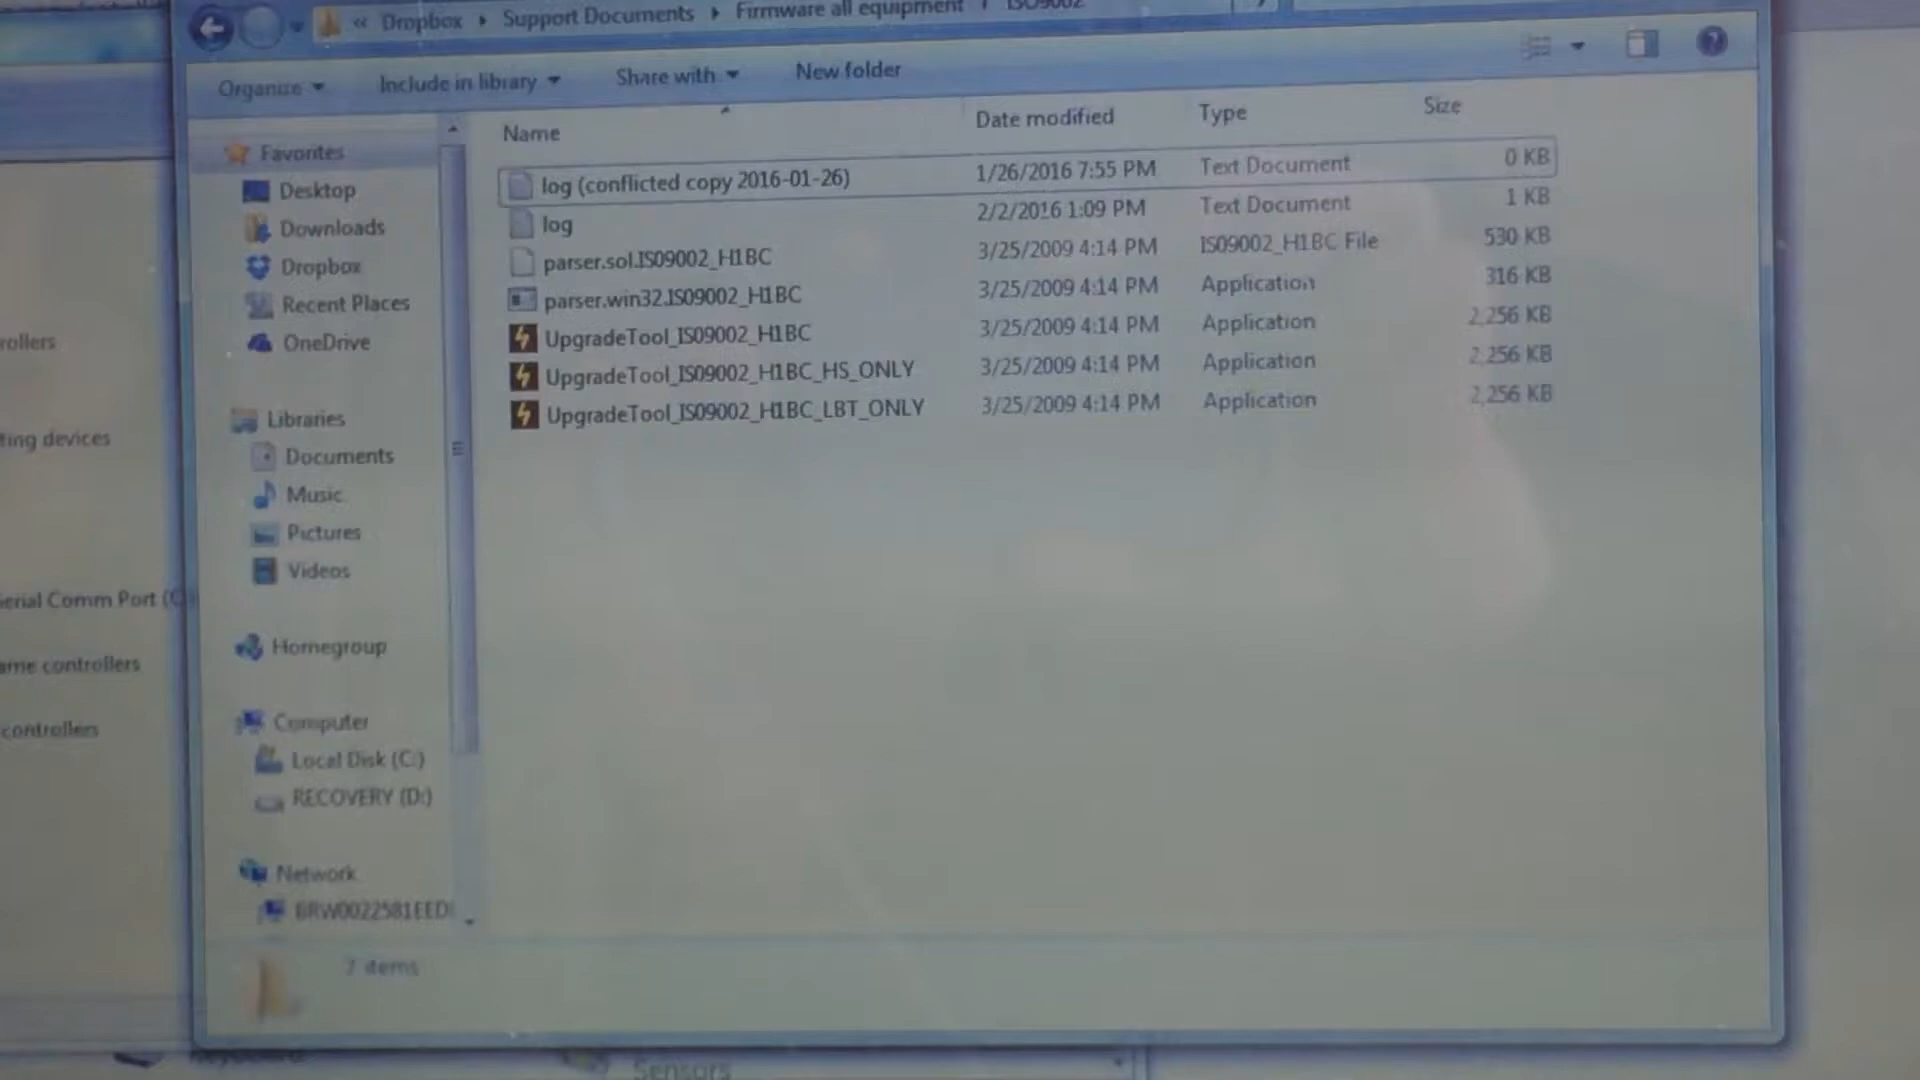 « Dropbox ▸ Support Documents ▸ Firmware all equipment ▸ ISO9002
Organize Include in library Share with New folder
Name Date modified Type Size
log (conflicted copy 2016-01-26) 1/26/2016 7:55 PM Text Document 0 KB
log 2/2/2016 1:09 PM Text Document 1 KB
parser.sol.IS09002_H1BC 3/25/2009 4:14 PM IS09002_H1BC File 530 KB
parser.win32.IS09002_H1BC 3/25/2009 4:14 PM Application 316 KB
UpgradeTool_IS09002_H1BC 3/25/2009 4:14 PM Application 2,256 KB
UpgradeTool_IS09002_H1BC_HS_ONLY 3/25/2009 4:14 PM Application 2,256 KB
UpgradeTool_IS09002_H1BC_LBT_ONLY 3/25/2009 4:14 PM Application 2,256 KB
Favorites
Desktop
Downloads
Dropbox
Recent Places
OneDrive
Libraries
Documents
Music
Pictures
Videos
Homegroup
Computer
Local Disk (C:)
RECOVERY (D:)
Network
BRW0022581EED
7 items
rollers
ting devices
erial Comm Port (C
ame controllers
controllers
Sensors